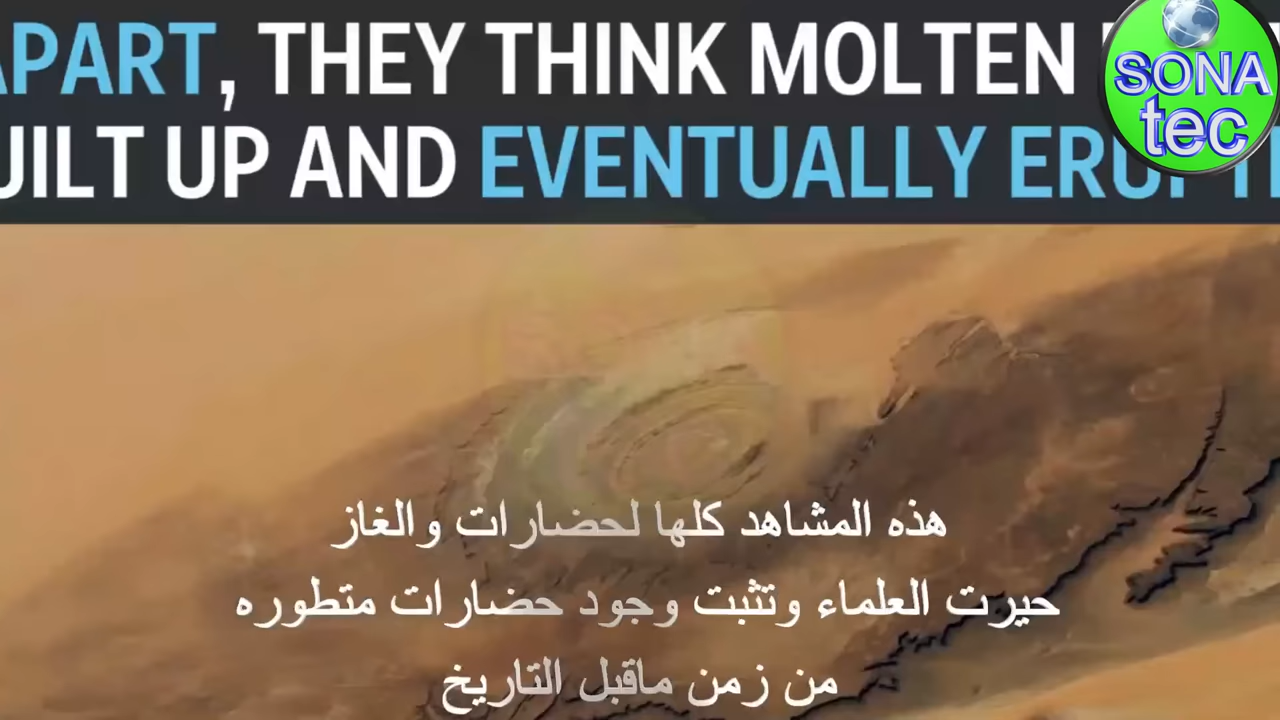 APART, THEY THINK MOLTEN
UILT UP AND EVENTUALLY
SONA
tec
هذه المشاهد كلها لحضارات والغاز
حيرت العلماء وتثبت وجود حضارات متطوره
من زمن ماقبل التاريخ